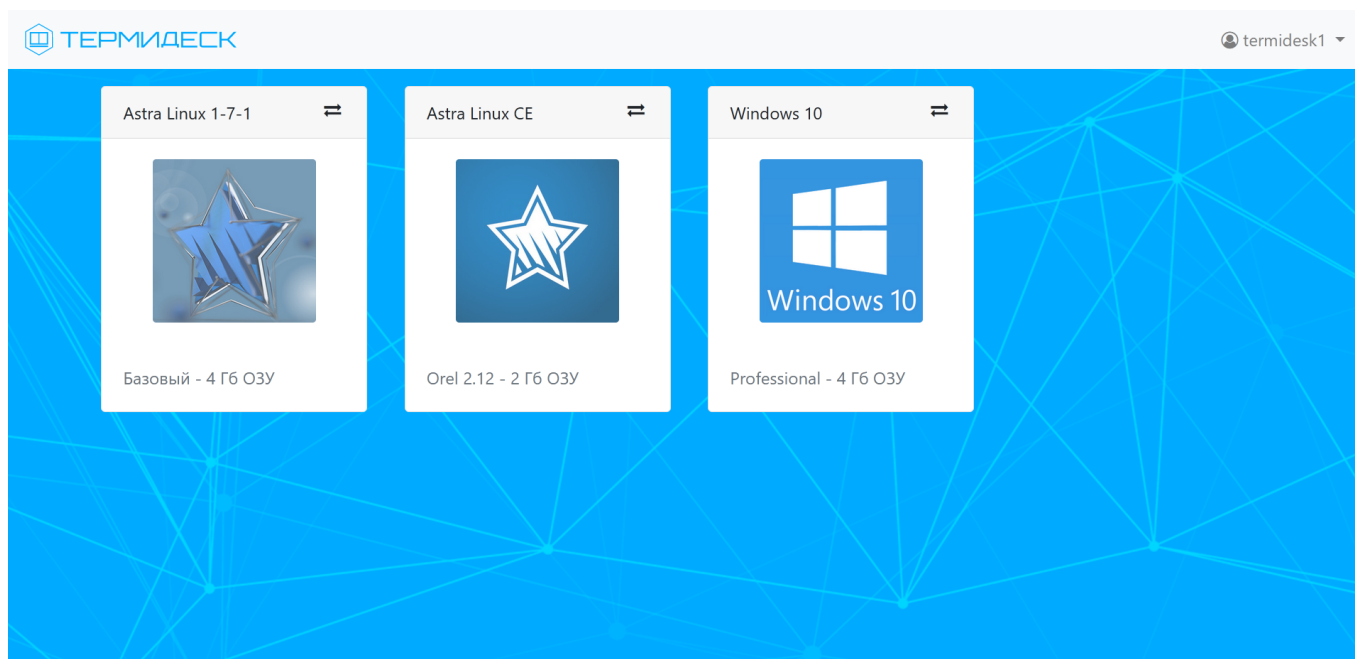 ТЕРМИДЕСК
termidesk1
Astra Linux 1-7-1
Astra Linux CE
Windows 10
Windows 10
Базовый - 4 Гб ОЗУ
Orel 2.12 - 2 Гб ОЗУ
Professional - 4 Гб ОЗУ